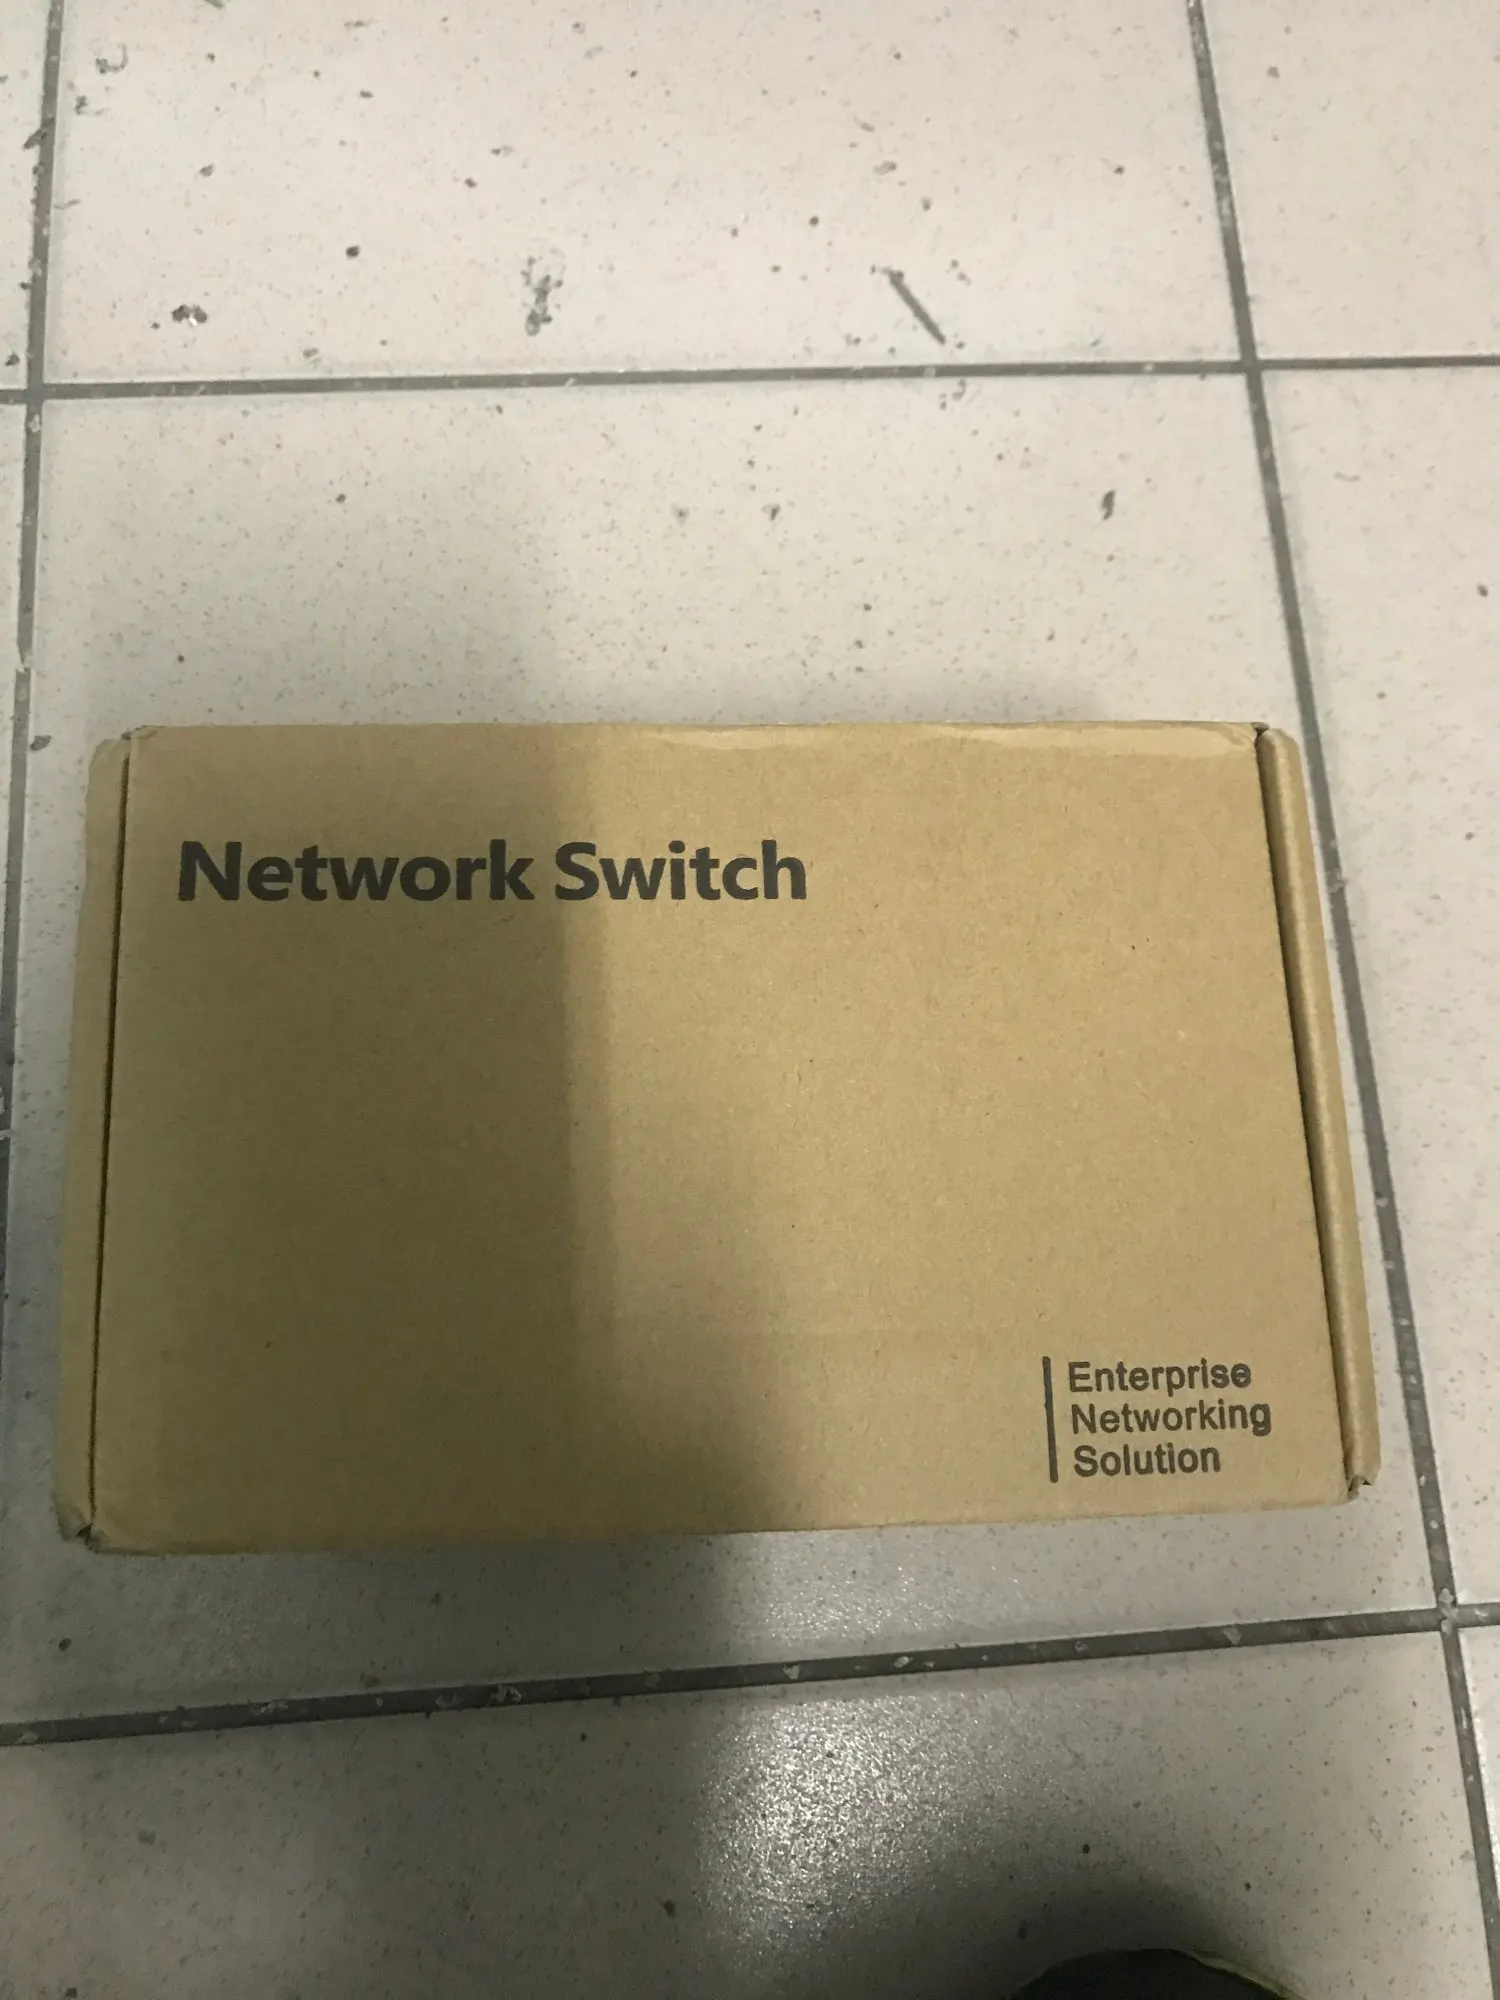 Network Switch
Enterprise
Networking
Solution